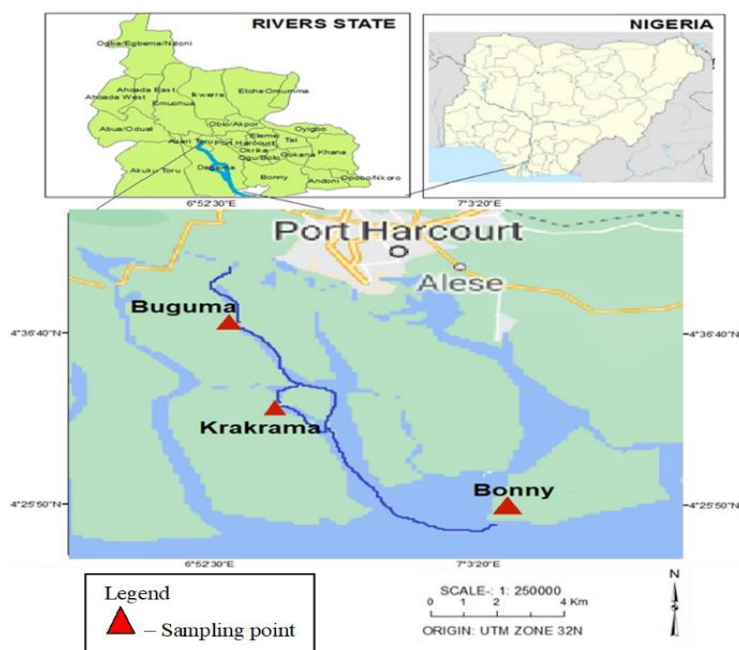 RIVERS STATE
NIGERIA
Ogba/Egbema/Ndoni
Ahoada East
Ahoada West
Ikwerre
Etche Omumma
Emuohua
Abua/Odual
Obio/Akpor
Oyigbo
Eleme
Asari Toru
Port Harcourt
Tai
Okrika
Khana
Ogu/Bolo
Gokana
Degema
Akuku Toru
Bonny
Andoni
Opobo/Nkoro
6°52'30"E
7°3'20"E
Port Harcourt
Alese
Buguma
4°36'40"N
4°36'40"N
Krakrama
Bonny
4°25'50"N
4°25'50"N
6°52'30"E
7°3'20"E
Legend
– Sampling point
SCALE-: 1: 250000
0 1 2 4 Km
ORIGIN: UTM ZONE 32N
N